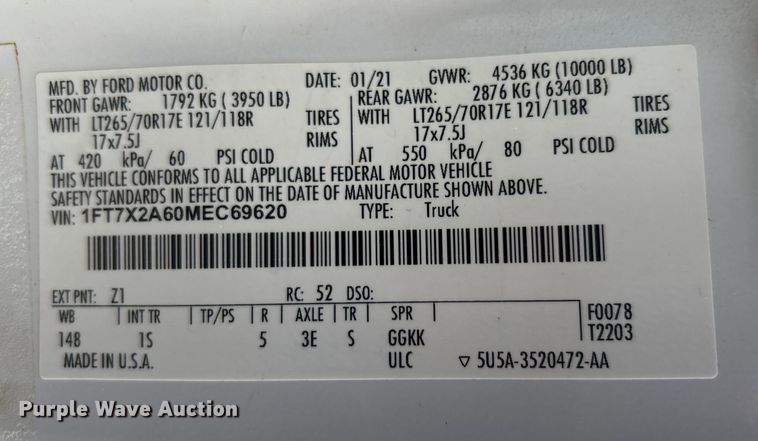 MFD. BY FORD MOTOR CO. DATE: 01/21 GVWR: 4536 KG (10000 LB)
FRONT GAWR: 1792 KG ( 3950 LB) REAR GAWR: 2876 KG ( 6340 LB)
WITH LT265/70R17E 121/118R TIRES WITH LT265/70R17E 121/118R TIRES
17x7.5J RIMS 17x7.5J RIMS
AT 420 kPa/ 60 PSI COLD AT 550 kPa/ 80 PSI COLD
THIS VEHICLE CONFORMS TO ALL APPLICABLE FEDERAL MOTOR VEHICLE
SAFETY STANDARDS IN EFFECT ON THE DATE OF MANUFACTURE SHOWN ABOVE.
VIN: 1FT7X2A60MEC69620 TYPE: Truck
EXT PNT: Z1 RC: 52 DSO:
WB INT TR TP/PS R AXLE TR SPR F0078
148 1S 5 3E S GGKK T2203
MADE IN U.S.A. ULC ▽ 5U5A-3520472-AA
Purple Wave Auction